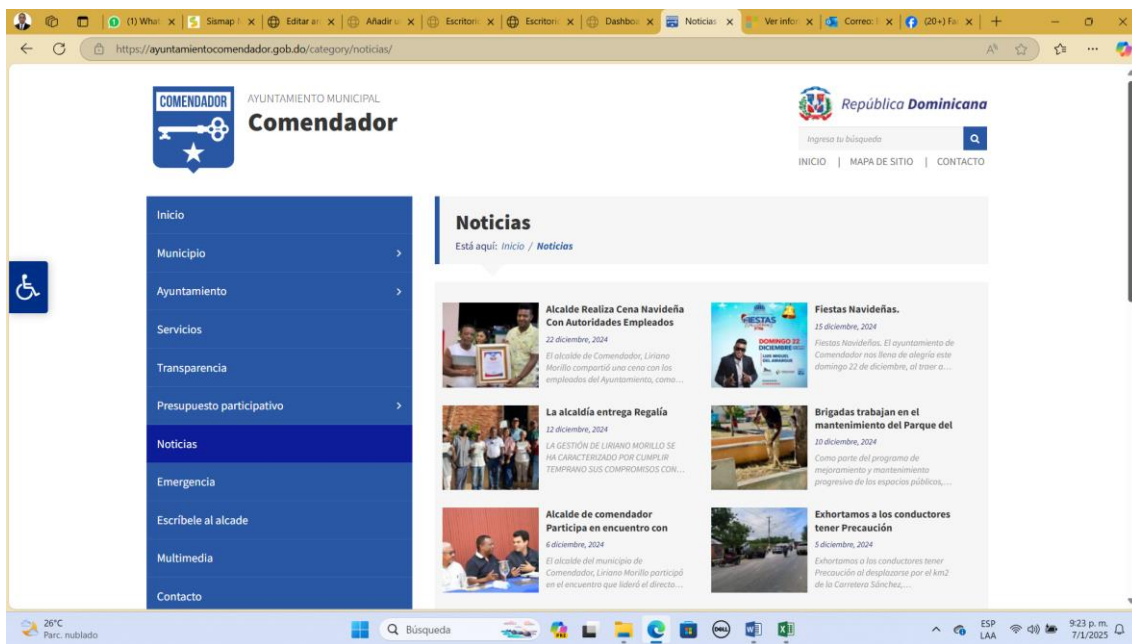 (1) What
Sismap
Editar ar
Añadir
Escritorio
Escritorio
Dashboa
Noticias
Ver infor
Correo:
(20+) Fa
https://ayuntamientocomendador.gob.do/category/noticias/
COMENDADOR
AYUNTAMIENTO MUNICIPAL
Comendador
República Dominicana
Ingresa tu búsqueda
INICIO | MAPA DE SITIO | CONTACTO
Inicio
Municipio
Ayuntamiento
Servicios
Transparencia
Presupuesto participativo
Noticias
Emergencia
Escríbele al alcade
Multimedia
Contacto
Noticias
Está aquí: Inicio / Noticias
Alcalde Realiza Cena Navideña
Con Autoridades Empleados
22 diciembre, 2024
El alcalde de Comendador, Liriano
Morillo compartió una cena con los
empleados del Ayuntamiento, como…
FIESTAS
DOMINGO 22
DICIEMBRE
LUIS MIGUEL
DEL AMARGUE
Fiestas Navideñas.
15 diciembre, 2024
Fiestas Navideñas. El ayuntamiento de
Comendador nos llena de alegría este
domingo 22 de diciembre, al traer a…
La alcaldía entrega Regalía
12 diciembre, 2024
LA GESTIÓN DE LIRIANO MORILLO SE
HA CARACTERIZADO POR CUMPLIR
TEMPRANO SUS COMPROMISOS CON…
Brigadas trabajan en el
mantenimiento del Parque del
10 diciembre, 2024
Como parte del programa de
mejoramiento y mantenimiento
progresivo de los espacios públicos,…
Alcalde de comendador
Participa en encuentro con
6 diciembre, 2024
El alcalde del municipio de
Comendador, Liriano Morillo participó
en el encuentro que lideró el directo…
Exhortamos a los conductores
tener Precaución
5 diciembre, 2024
Exhortamos a los conductores tener
Precaución al desplazarse por el km2
de la Carretera Sánchez,…
26°C
Parc. nublado
Búsqueda
DELL
ESP
LAA
9:23 p. m.
7/1/2025